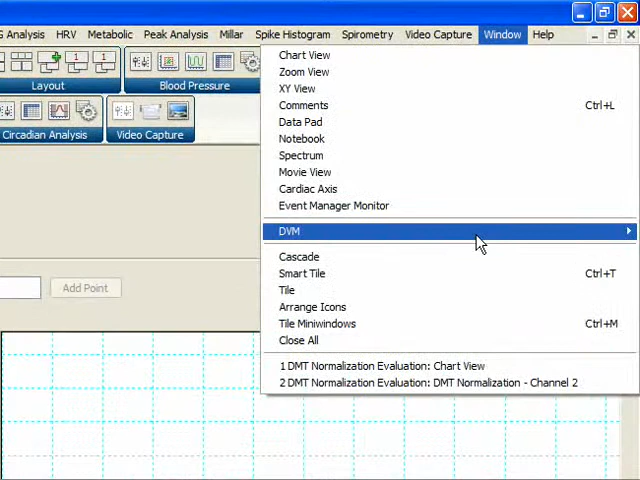 G Analysis HRV Metabolic Peak Analysis Millar Spike Histogram Spirometry Video Capture Window Help
1 1
Layout Blood Pressure
Circadian Analysis Video Capture
Add Point
Chart View
Zoom View
XY View
Comments Ctrl+L
Data Pad
Notebook
Spectrum
Movie View
Cardiac Axis
Event Manager Monitor
DVM
Cascade
Smart Tile Ctrl+T
Tile
Arrange Icons
Tile Miniwindows Ctrl+M
Close All
1 DMT Normalization Evaluation: Chart View
2 DMT Normalization Evaluation: DMT Normalization - Channel 2